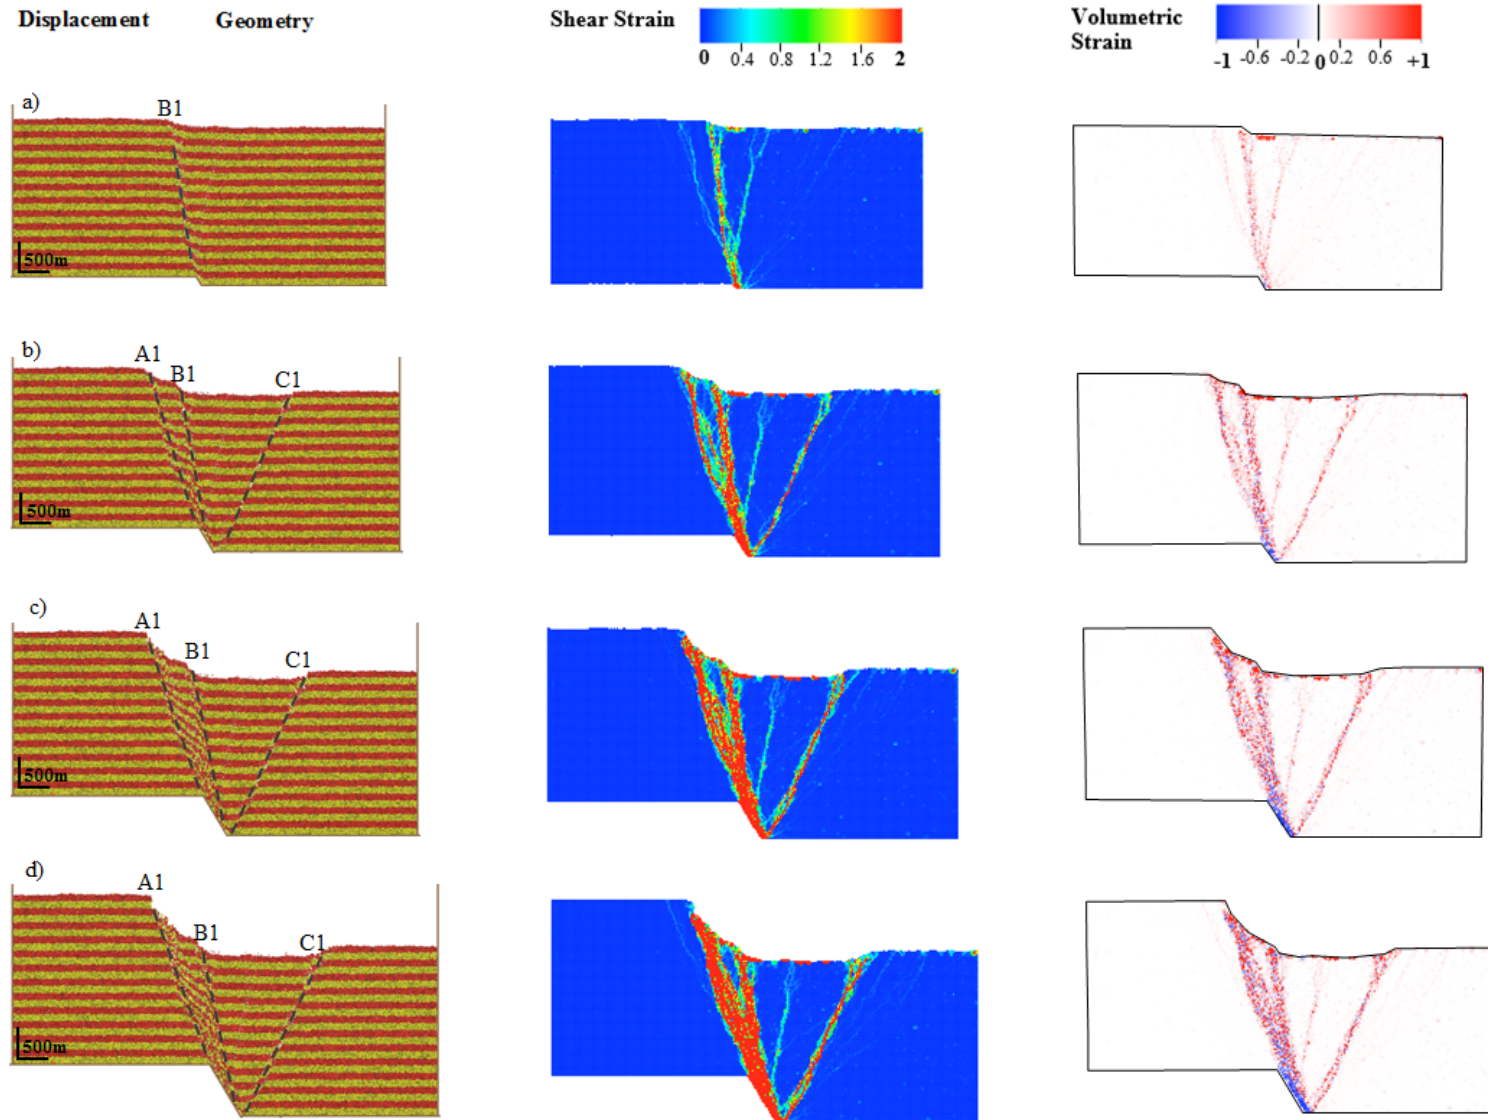 Displacement Geometry Shear Strain Volumetric Strain
0 0.4 0.8 1.2 1.6 2
-1 -0.6 -0.2 0 0.2 0.6 +1
a)
B1
500m
b)
A1
B1
C1
500m
c)
A1
B1
C1
500m
d)
A1
B1
C1
500m